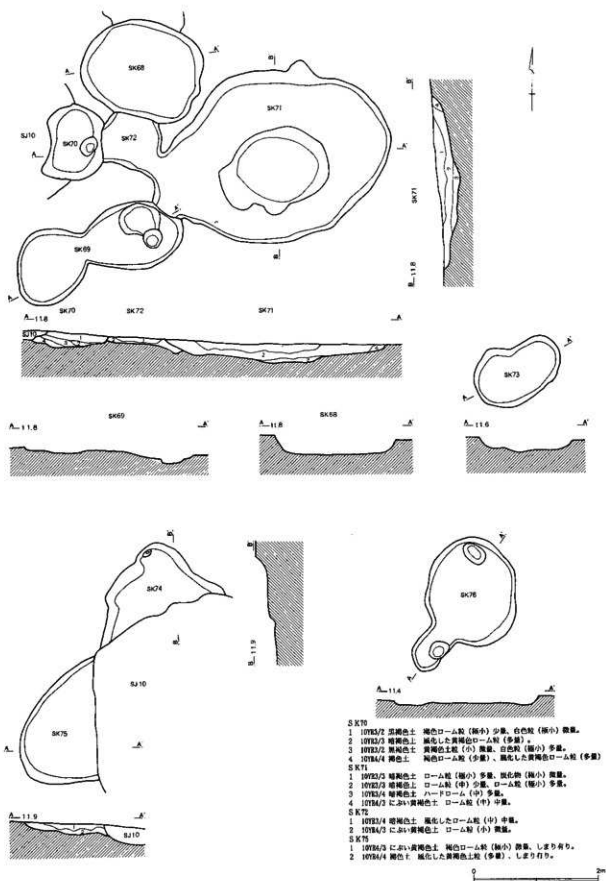 SK68
A
A'
B'
SK71
SJ10
SK70
A
SK72
A'
B'
SK71
B 11.8
A'
SK69
B
A
SK70
SK72
SK71
A 11.8
A'
SJ10
1
2
SK73
A'
A
SK69
SK68
A 11.8
A'
A 11.8
A'
A 11.6
A'
B'
SK74
B'
B 11.9
B
SJ10
SK75
A
A'
A 11.9
A'
SJ10
A'
SK76
A
A 11.4
A'
SK70
1 10YR3/2 黒褐色土 褐色ローム粒（極小）少量、白色粒（極小）微量。
2 10YR3/3 暗褐色土 風化した黄褐色ローム粒（多量）。
3 10YR2/2 黒褐色土 黄褐色土粒（小）微量、白色粒（極小）多量。
4 10YR4/4 褐色土 褐色ローム粒（少量）、風化した黄褐色ローム粒（多量）
SK71
1 10YR3/3 暗褐色土 ローム粒（極小）多量、炭化物（極小）微量。
2 10YR3/3 暗褐色土 ローム粒（中）少量、ローム粒（極小）多量。
3 10YR3/4 暗褐色土 ハードローム（中）多量。
4 10YR4/3 にぶい黄褐色土 ローム粒（中）中量。
SK72
1 10YR3/4 暗褐色土 風化したローム粒（中）中量。
2 10YR4/3 にぶい黄褐色土 ローム粒（小）微量。
SK75
1 10YR4/3 にぶい黄褐色土 褐色ローム粒（極小）微量、しまり有り。
2 10YR4/4 褐色土 風化した黄褐色土粒（多量）、しまり有り。
0 2m